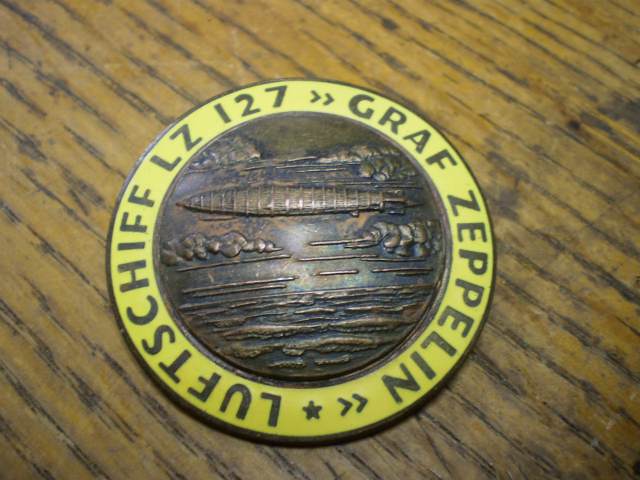 LUFTSCHIFF LZ 127 » GRAF ZEPPELIN » *